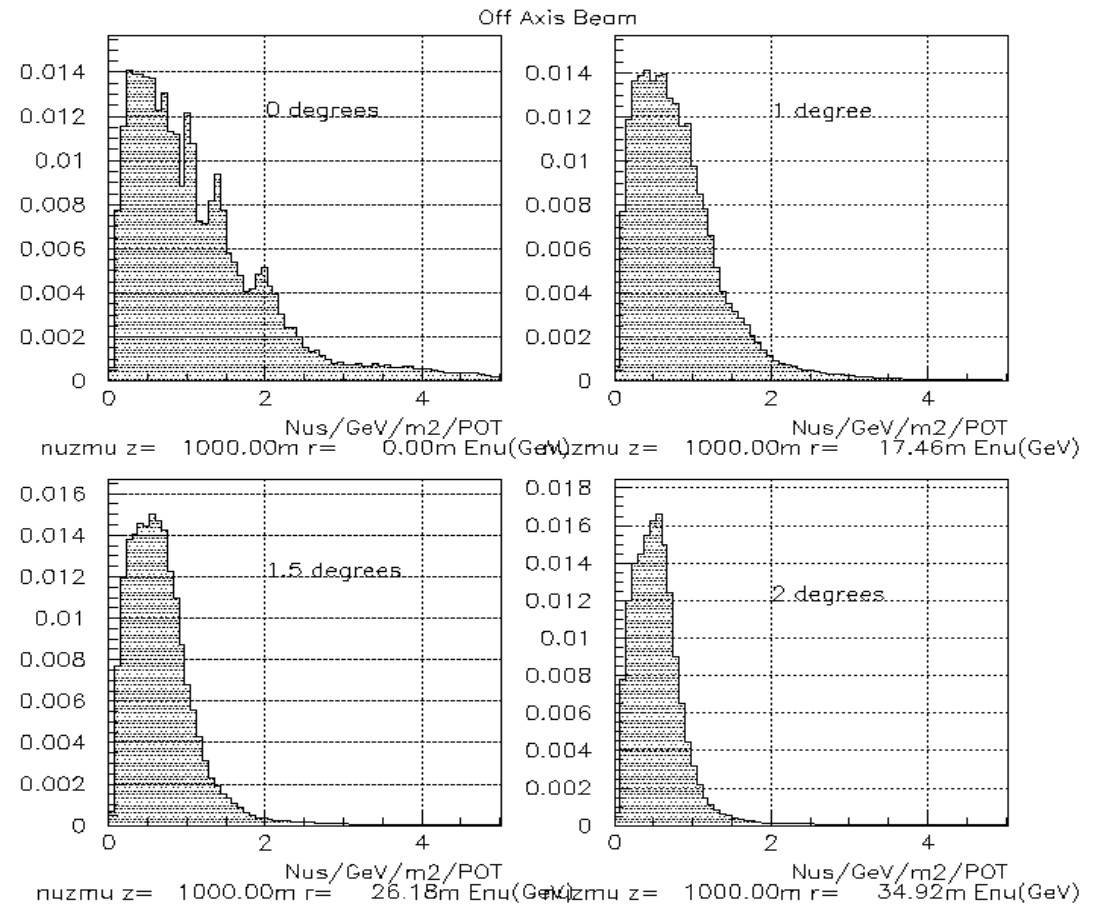 Off Axis Beam
0.014
0.012
0.01
0.008
0.006
0.004
0.002
0
0 degrees
0 2 4
Nus/GeV/m2/POT
nuzmu z= 1000.00m r= 0.00m Enu(GeV)
0.014
0.012
0.01
0.008
0.006
0.004
0.002
0
1 degree
0 2 4
Nus/GeV/m2/POT
nuzmu z= 1000.00m r= 17.46m Enu(GeV)
0.016
0.014
0.012
0.01
0.008
0.006
0.004
0.002
0
1.5 degrees
0 2 4
Nus/GeV/m2/POT
nuzmu z= 1000.00m r= 26.18m Enu(GeV)
0.018
0.016
0.014
0.012
0.01
0.008
0.006
0.004
0.002
0
2 degrees
0 2 4
Nus/GeV/m2/POT
nuzmu z= 1000.00m r= 34.92m Enu(GeV)